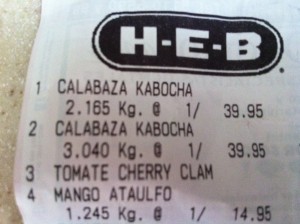 H-E-B
1 CALABAZA KABOCHA
2.165 Kg. @ 1/ 39.95
2 CALABAZA KABOCHA
3.040 Kg. @ 1/ 39.95
3 TOMATE CHERRY CLAM
4 MANGO ATAULFO
1.245 Kg. @ 1/ 14.95